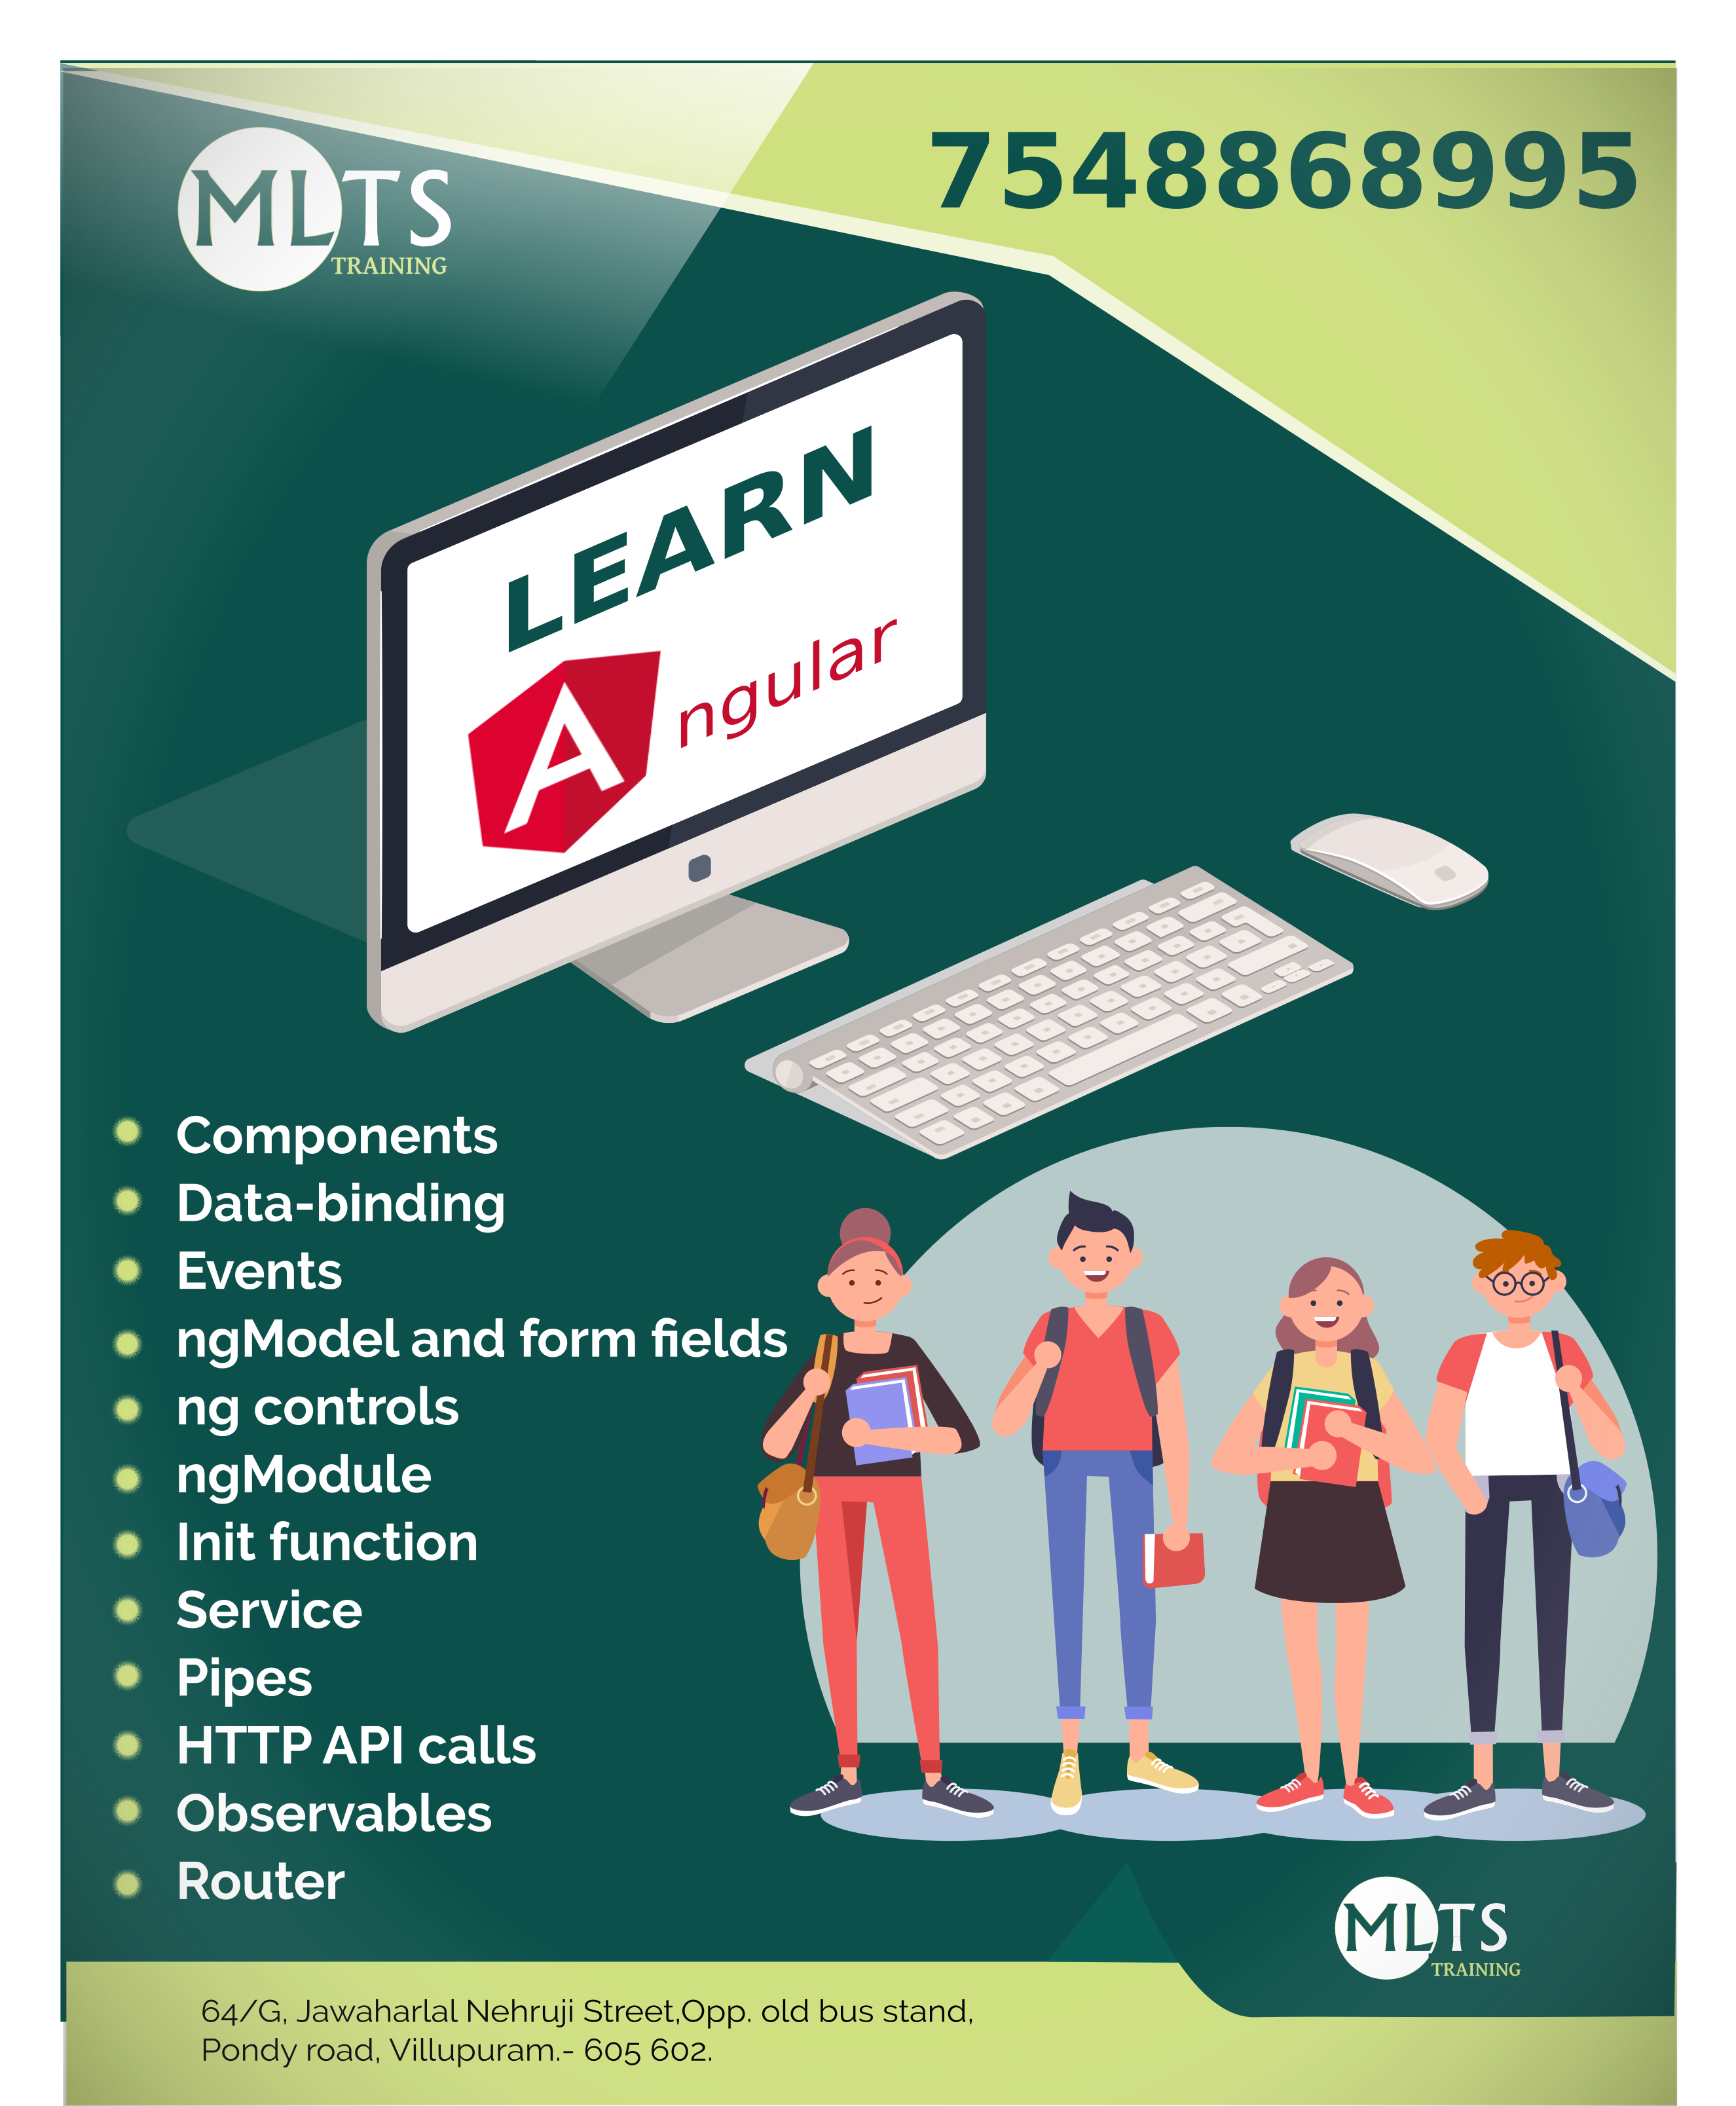 MLTS
TRAINING
7548868995
LEARN
Angular
Components
Data-binding
Events
ngModel and form fields
ng controls
ngModule
Init function
Service
Pipes
HTTP API calls
Observables
Router
MLTS
TRAINING
64/G, Jawaharlal Nehruji Street,Opp. old bus stand,
Pondy road, Villupuram.- 605 602.